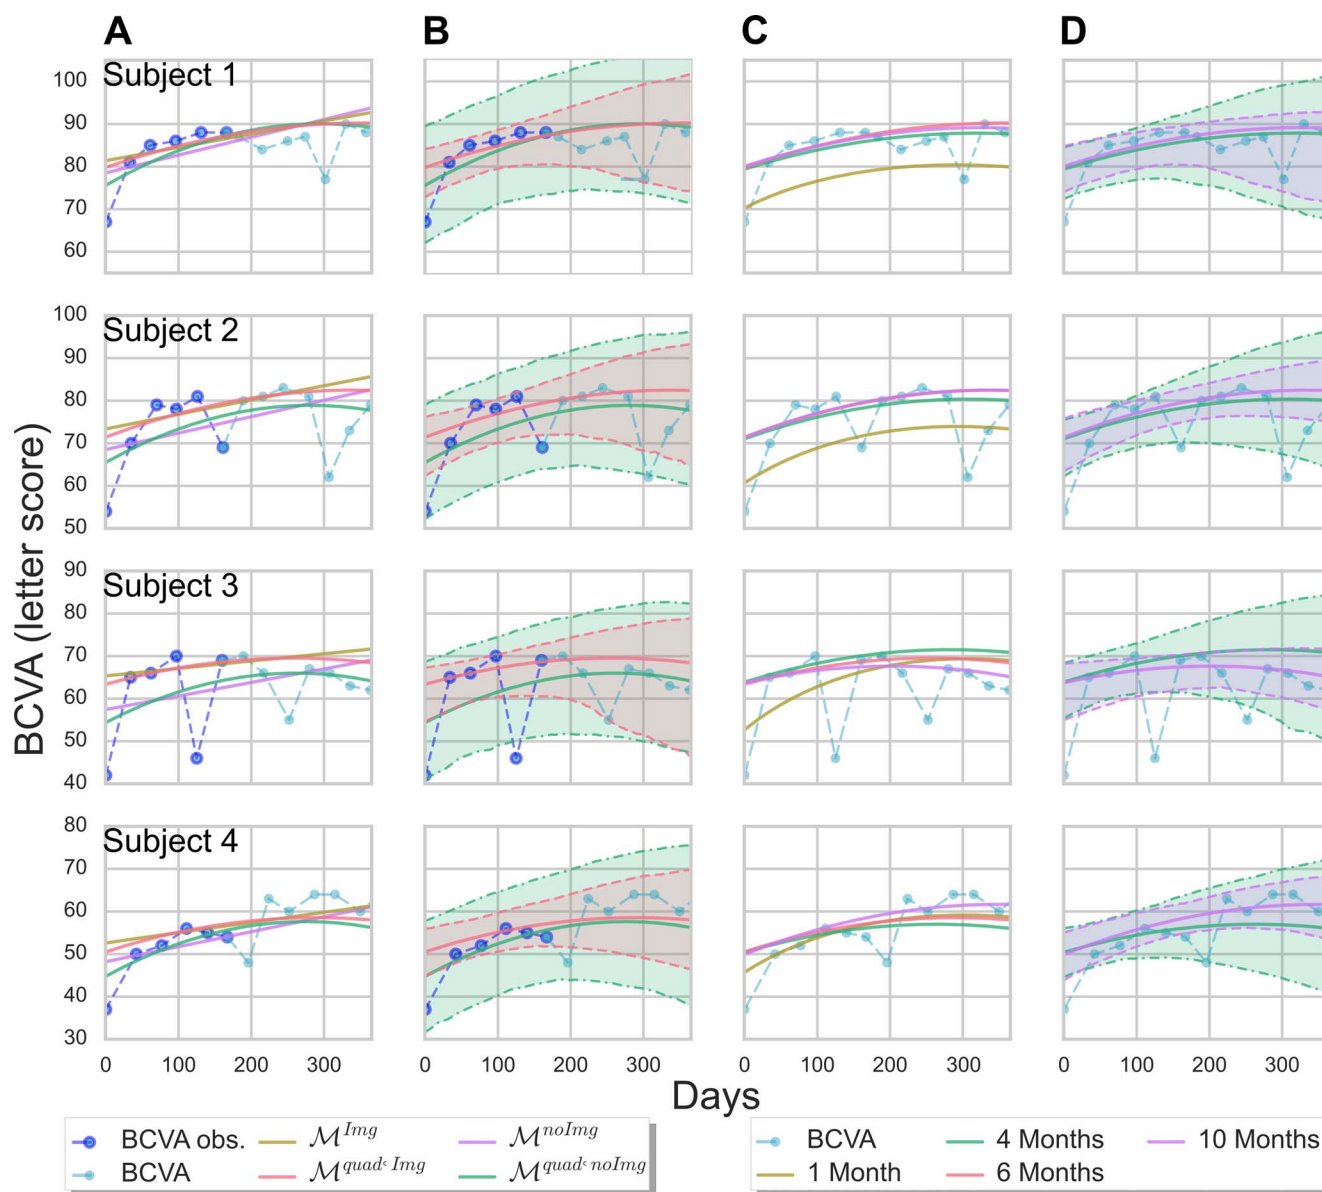 A B C D
Subject 1
100
90
80
70
60
Subject 2
100
90
80
70
60
50
Subject 3
90
80
70
60
50
40
Subject 4
80
70
60
50
40
30
BCVA (letter score)
0 100 200 300 0 100 200 300 0 100 200 300 0 100 200 300
Days
BCVA obs. M^Img M^noImg
BCVA M^quad·Img M^quad·noImg
BCVA 4 Months 10 Months
1 Month 6 Months